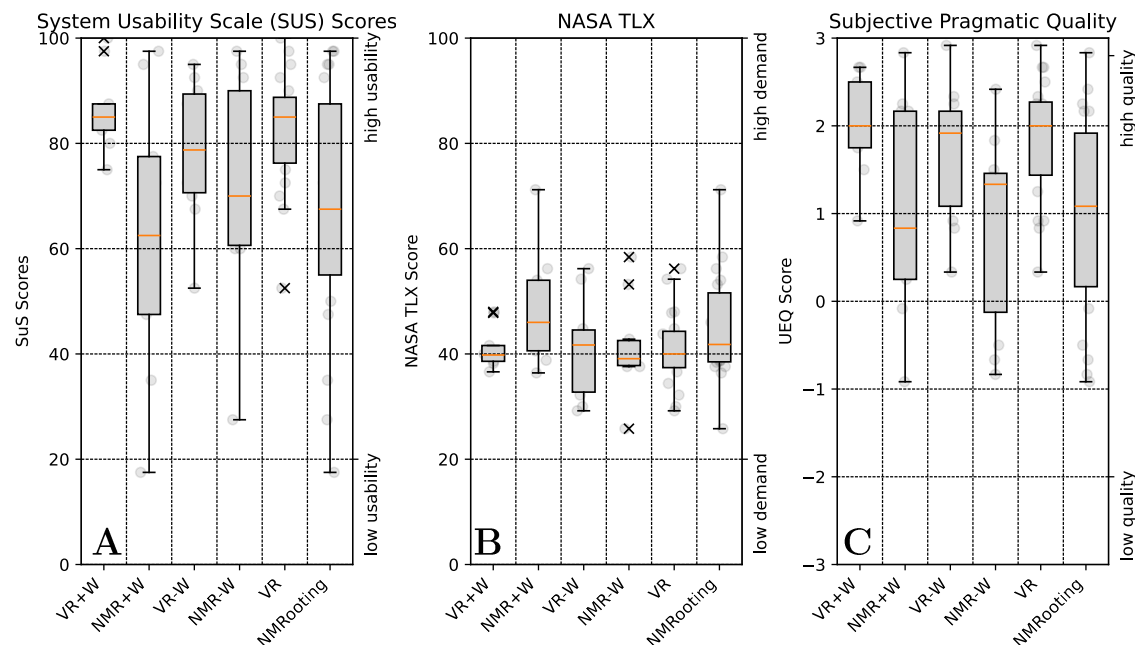 System Usability Scale (SUS) Scores
SuS Scores
100
80
60
40
20
0
high usability
low usability
A
VR+W
NMR+W
VR-W
NMR-W
VR
NMRooting
NASA TLX
NASA TLX Score
100
80
60
40
20
0
high demand
low demand
B
VR+W
NMR+W
VR-W
NMR-W
VR
NMRooting
Subjective Pragmatic Quality
UEQ Score
3
2
1
0
−1
−2
−3
high quality
low quality
C
VR+W
NMR+W
VR-W
NMR-W
VR
NMRooting